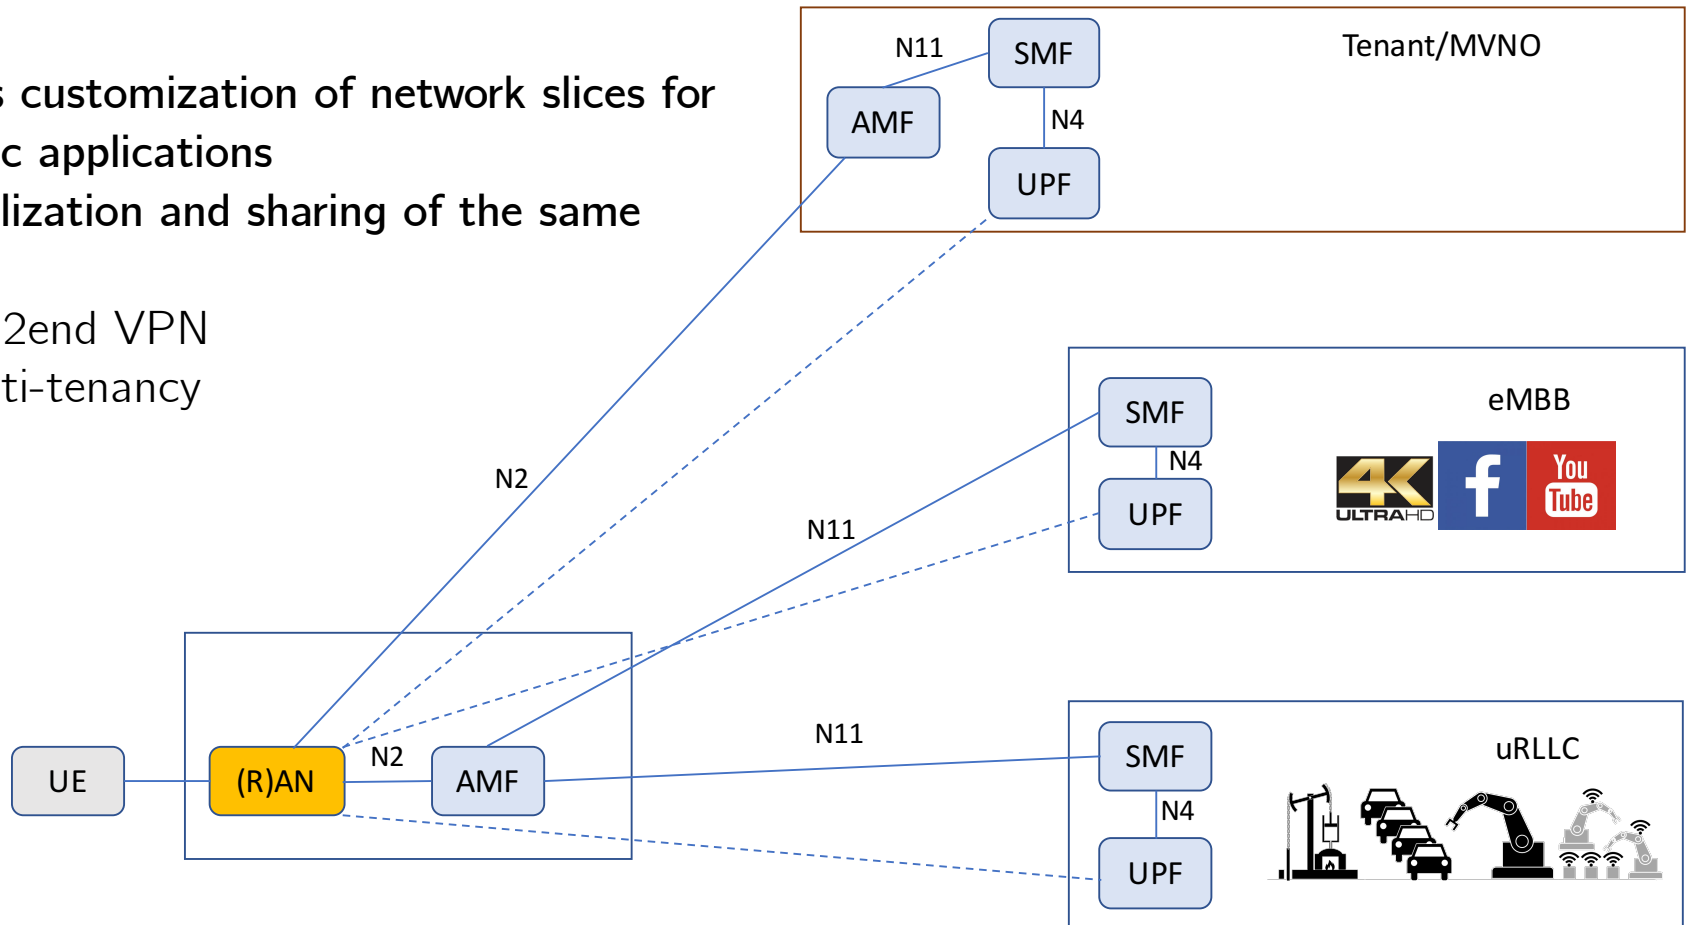 s customization of network slices for
c applications
lization and sharing of the same
2end VPN
ti-tenancy
Tenant/MVNO
N11
SMF
AMF
N4
UPF
N2
eMBB
SMF
N4
UPF
4K
ULTRAHD
f
You
Tube
N11
UE
(R)AN
N2
AMF
N11
uRLLC
SMF
N4
UPF